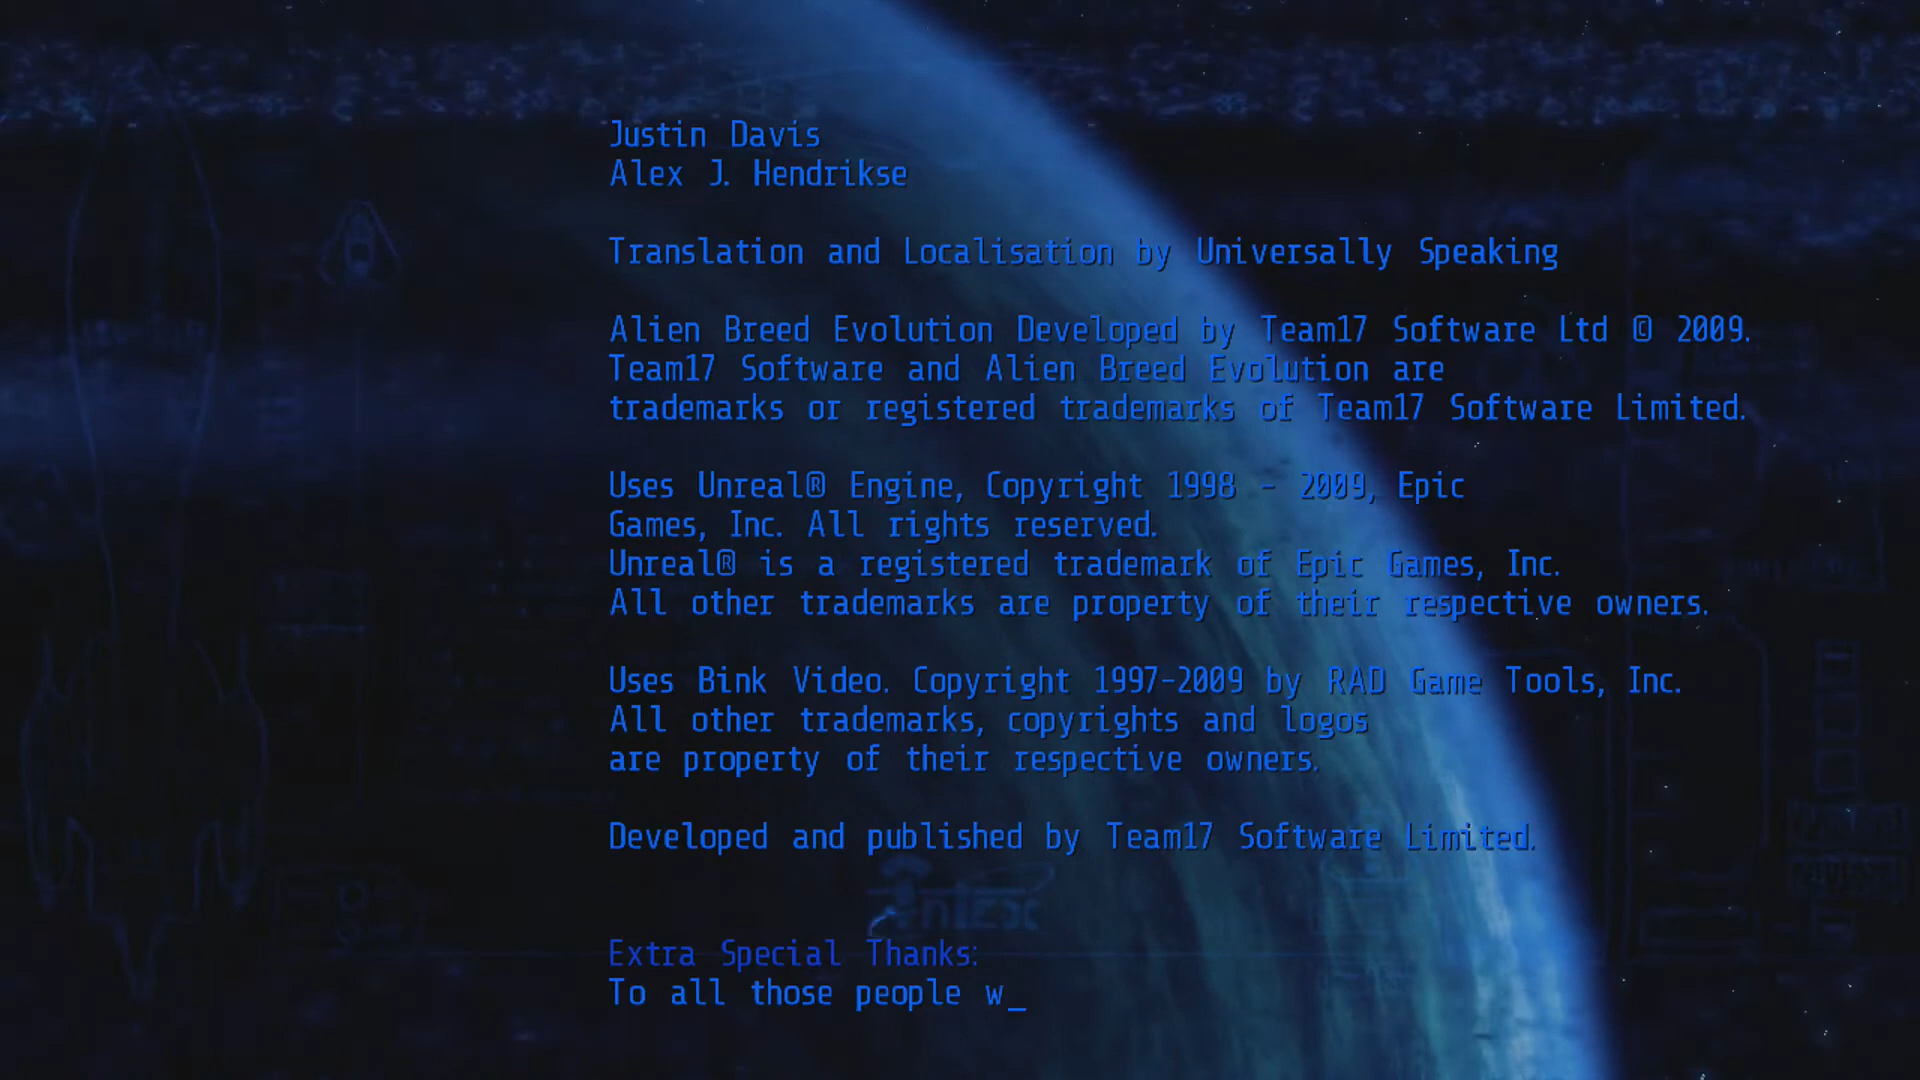 Justin Davis
Alex J. Hendrikse
Translation and Localisation by Universally Speaking
Alien Breed Evolution Developed by Team17 Software Ltd © 2009.
Team17 Software and Alien Breed Evolution are
trademarks or registered trademarks of Team17 Software Limited.
Uses Unreal® Engine, Copyright 1998 - 2009, Epic
Games, Inc. All rights reserved.
Unreal® is a registered trademark of Epic Games, Inc.
All other trademarks are property of their respective owners.
Uses Bink Video. Copyright 1997-2009 by RAD Game Tools, Inc.
All other trademarks, copyrights and logos
are property of their respective owners.
Developed and published by Team17 Software Limited.
intex
Extra Special Thanks:
To all those people w_